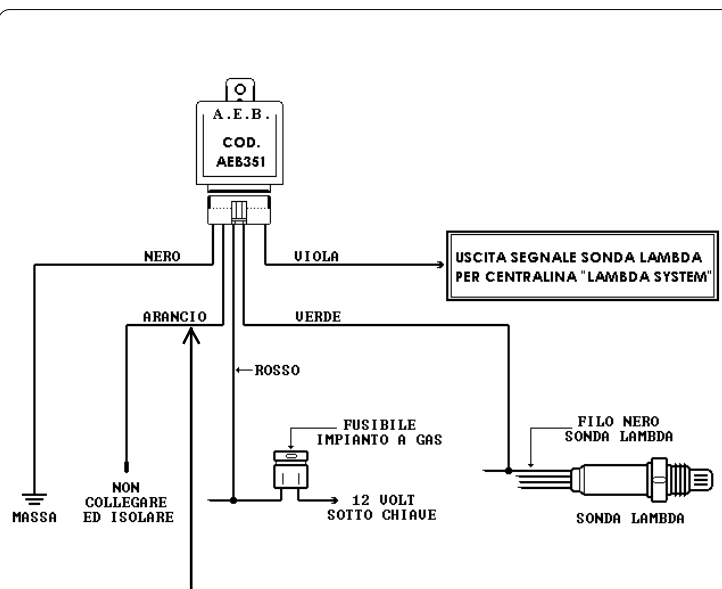 A.E.B.
COD.
AEB351
NERO
VIOLA
USCITA SEGNALE SONDA LAMBDA
PER CENTRALINA "LAMBDA SYSTEM"
ARANCIO
VERDE
ROSSO
FUSIBILE
IMPIANTO A GAS
FILO NERO
SONDA LAMBDA
NON
COLLEGARE
ED ISOLARE
MASSA
12 VOLT
SOTTO CHIAVE
SONDA LAMBDA